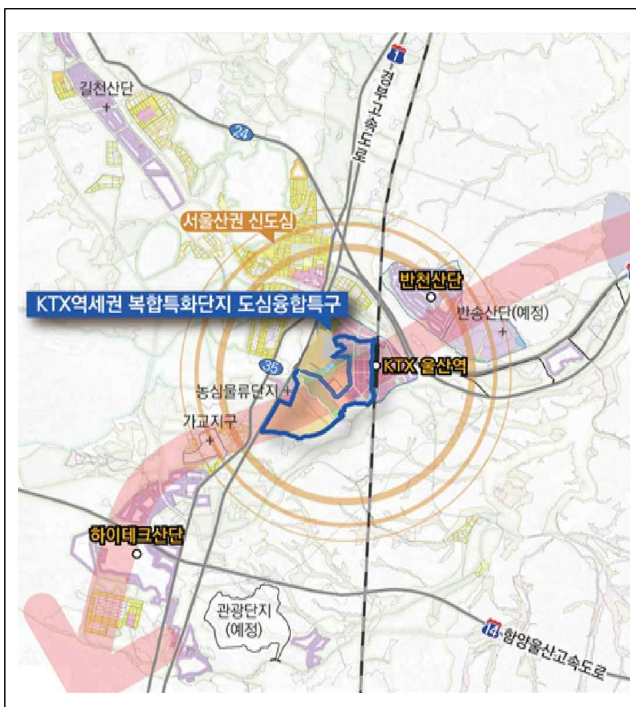 1
길천산단
경부고속도로
24
서울산권 신도심
반천산단
KTX역세권 복합특화단지 도심융합특구
반송산단(예정)
35
KTX 울산역
농심물류단지
가교지구
하이테크산단
관광단지
(예정)
14
함양울산고속도로